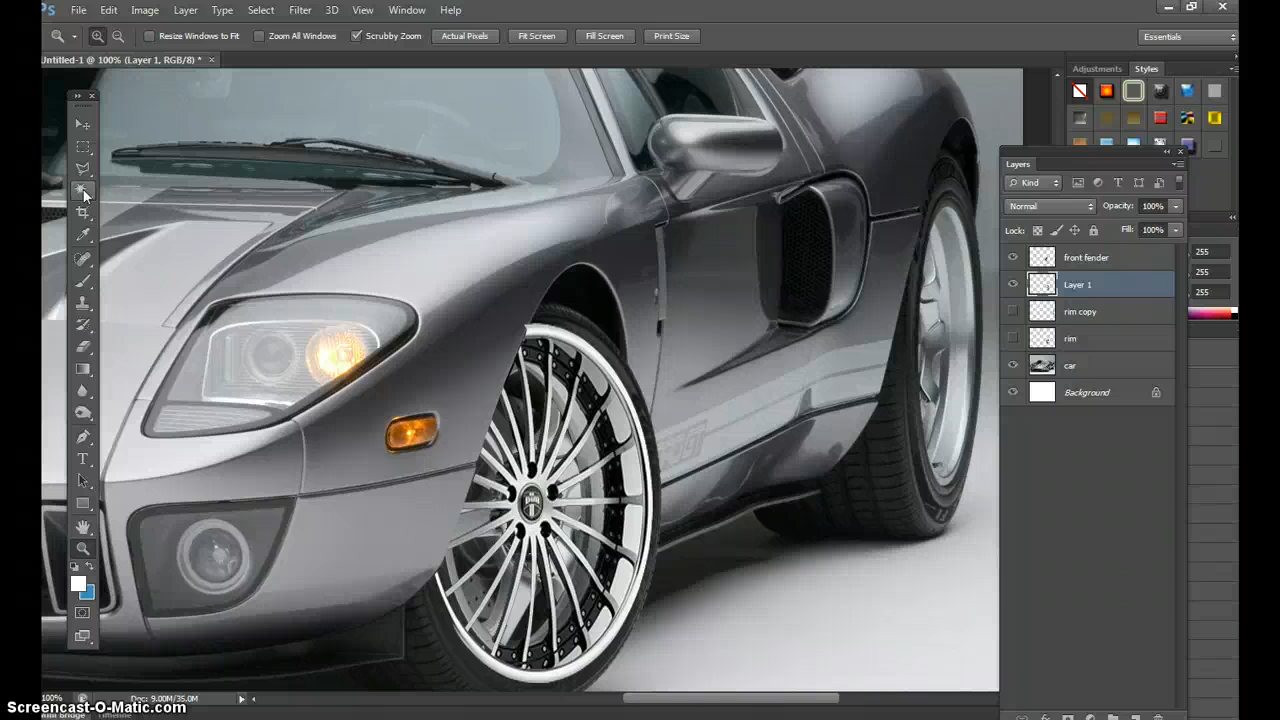 Ps File Edit Image Layer Type Select Filter 3D View Window Help
Resize Windows to Fit Zoom All Windows Scrubby Zoom Actual Pixels Fit Screen Fill Screen Print Size Essentials
Untitled-1 @ 100% (Layer 1, RGB/8) * ×
Adjustments Styles
Layers
Kind
Normal Opacity: 100%
Lock: Fill: 100%
front fender
Layer 1
rim copy
rim
car
Background
255
255
255
T
100% Doc: 9.00M/35.0M
Screencast-O-Matic.com